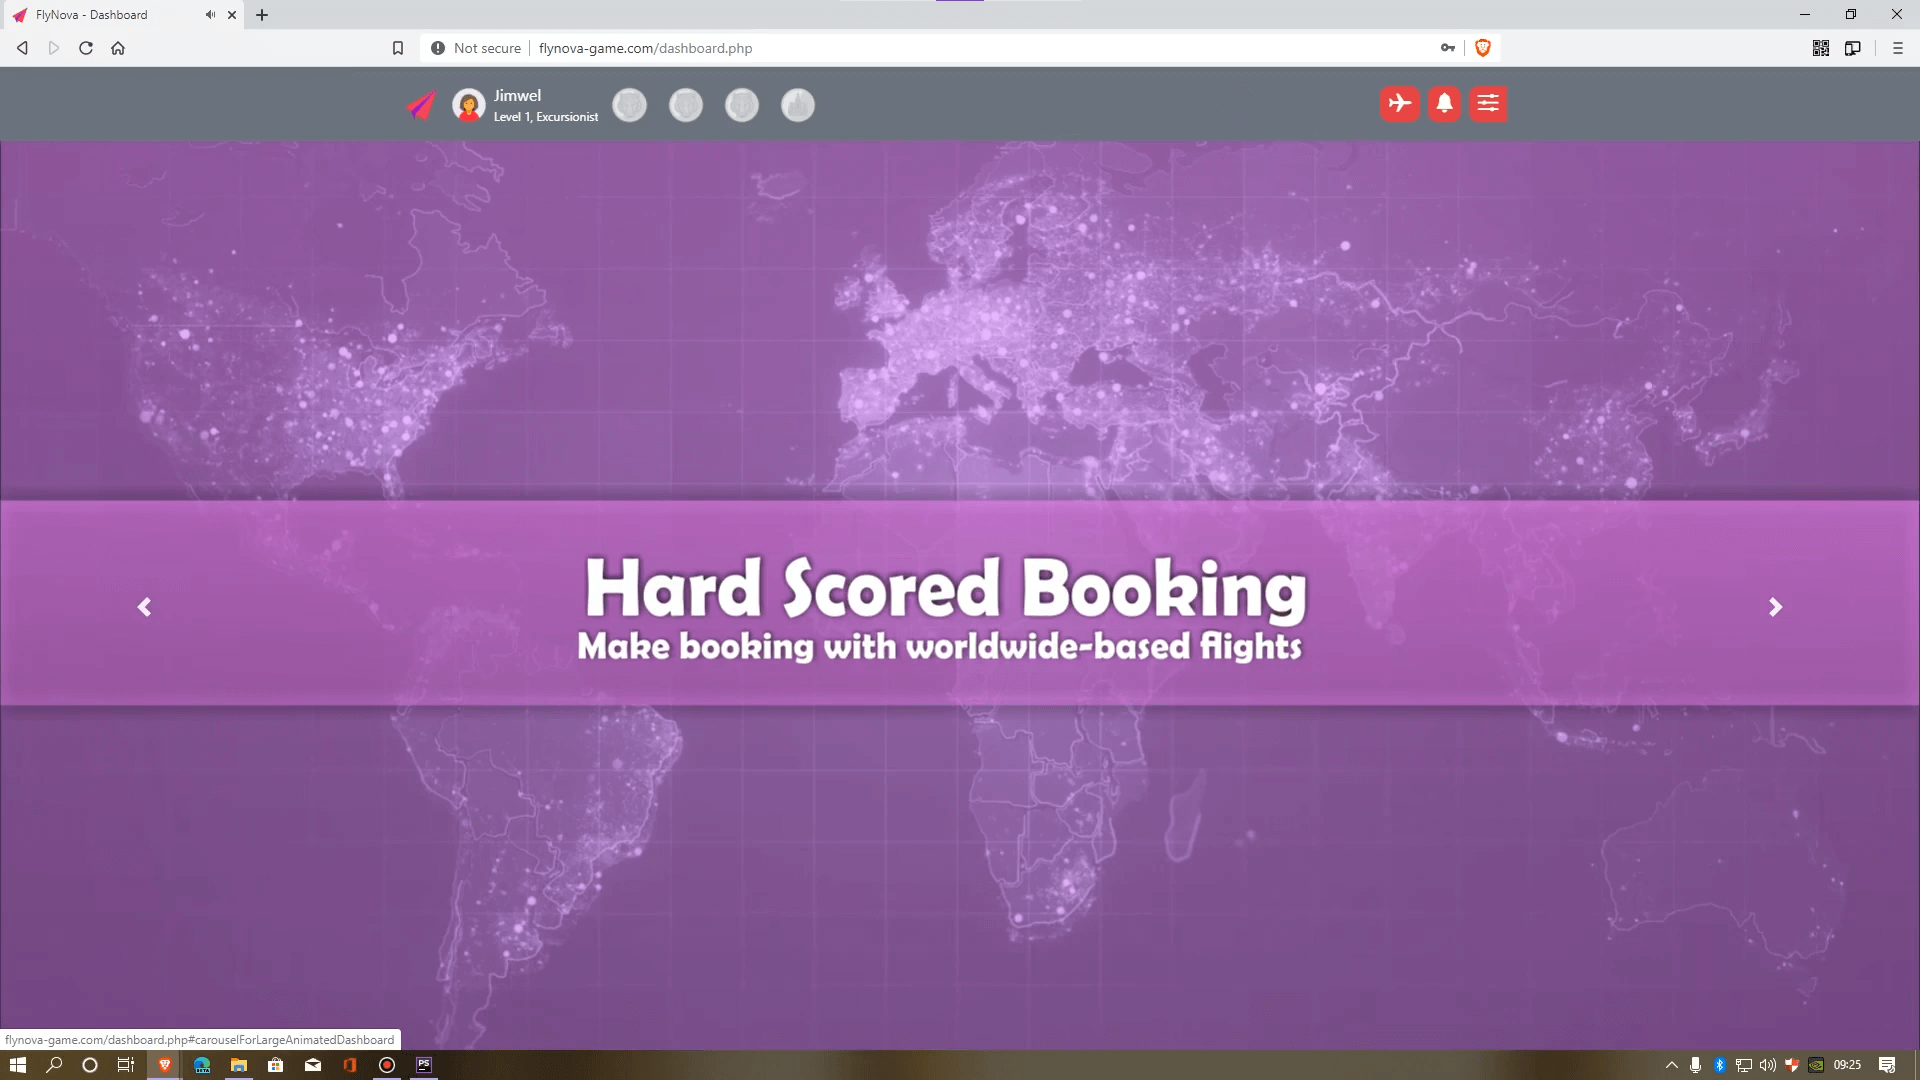 FlyNova - Dashboard
Not secure
flynova-game.com/dashboard.php
Jimwel
Level 1, Excursionist
Hard Scored Booking
Make booking with worldwide-based flights
flynova-game.com/dashboard.php#carouselForLargeAnimatedDashboard
PS
09:25